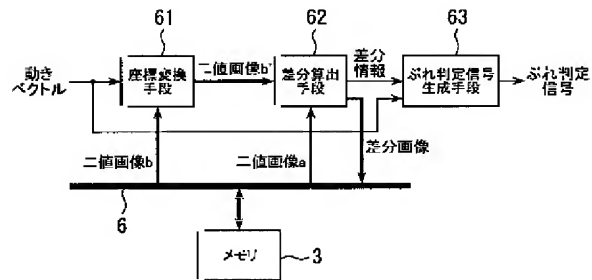 61
62
63
動き
ベクトル
座標変換
手段
二値画像b'
差分算出
手段
差分
情報
ぶれ判定信号
生成手段
ぶれ判定
信号
二値画像b
二値画像a
差分画像
6
メモリ
3